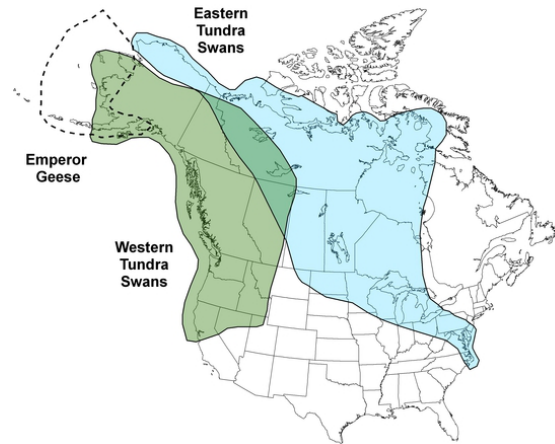 Eastern
Tundra
Swans
Emperor
Geese
Western
Tundra
Swans